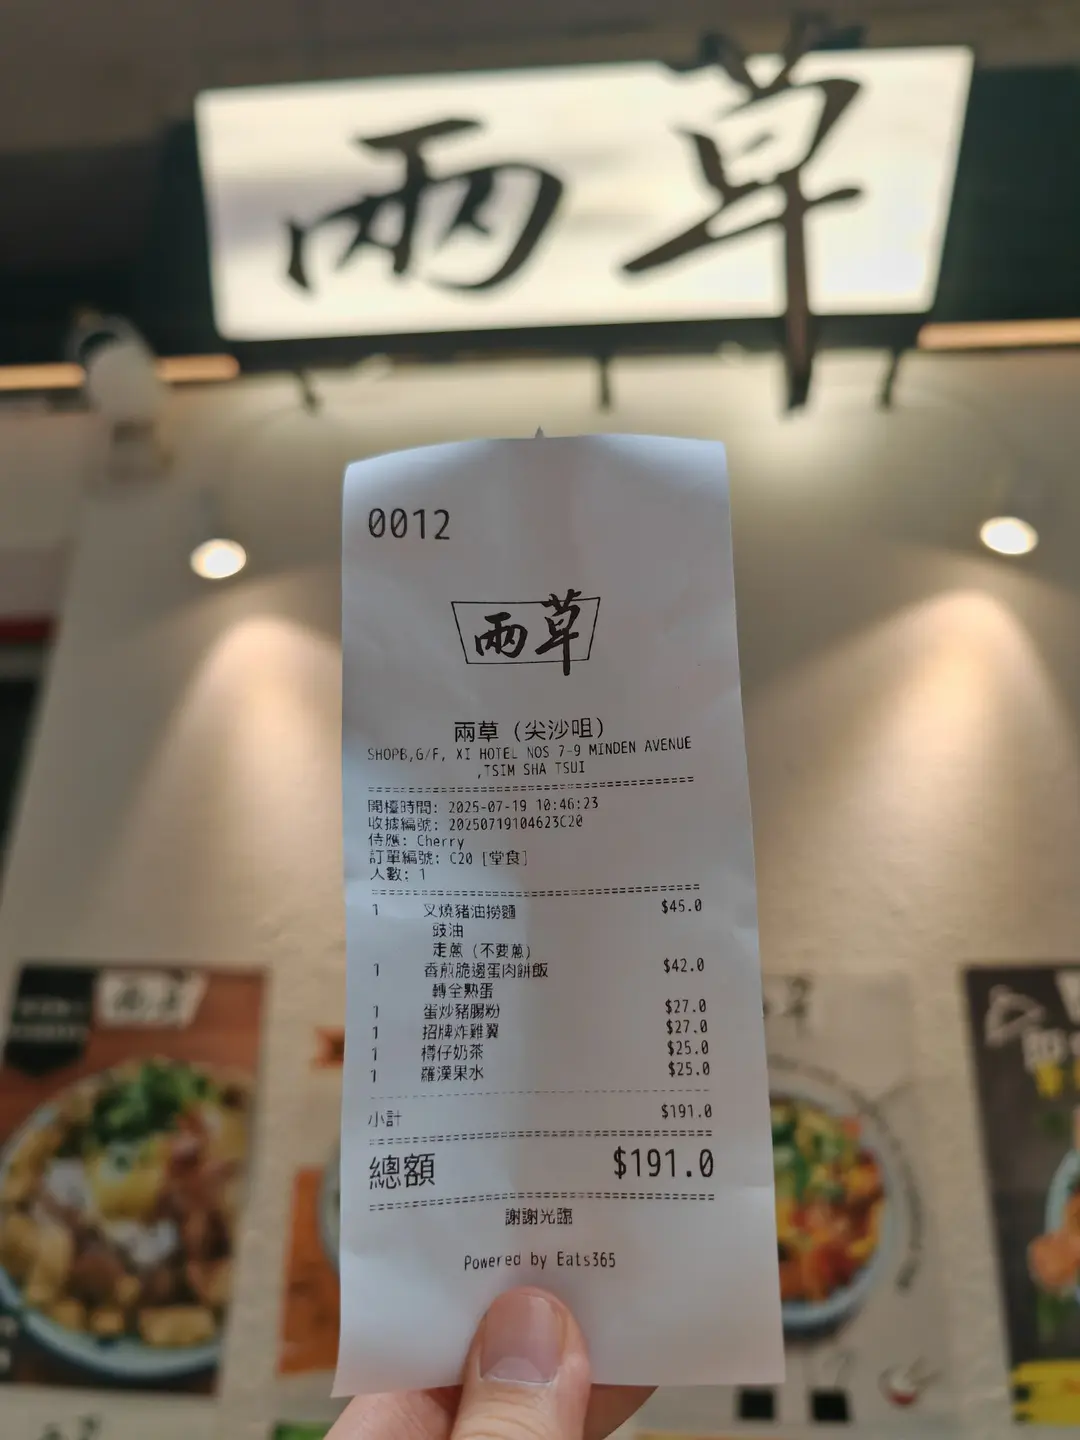 兩草
0012
兩草
兩草（尖沙咀）
SHOPB,G/F, XI HOTEL NOS 7-9 MINDEN AVENUE
,TSIM SHA TSUI
開檯時間: 2025-07-19 10:46:23
收據編號: 20250719104623C20
侍應: Cherry
訂單編號: C20 [堂食]
人數: 1
1 叉燒豬油撈麵 $45.0
豉油
走蔥（不要蔥）
1 香煎脆邊蛋肉餅飯 $42.0
轉全熟蛋
1 蛋炒豬腸粉 $27.0
1 招牌炸雞翼 $27.0
1 樽仔奶茶 $25.0
1 羅漢果水 $25.0
小計 $191.0
總額 $191.0
謝謝光臨
Powered by Eats365